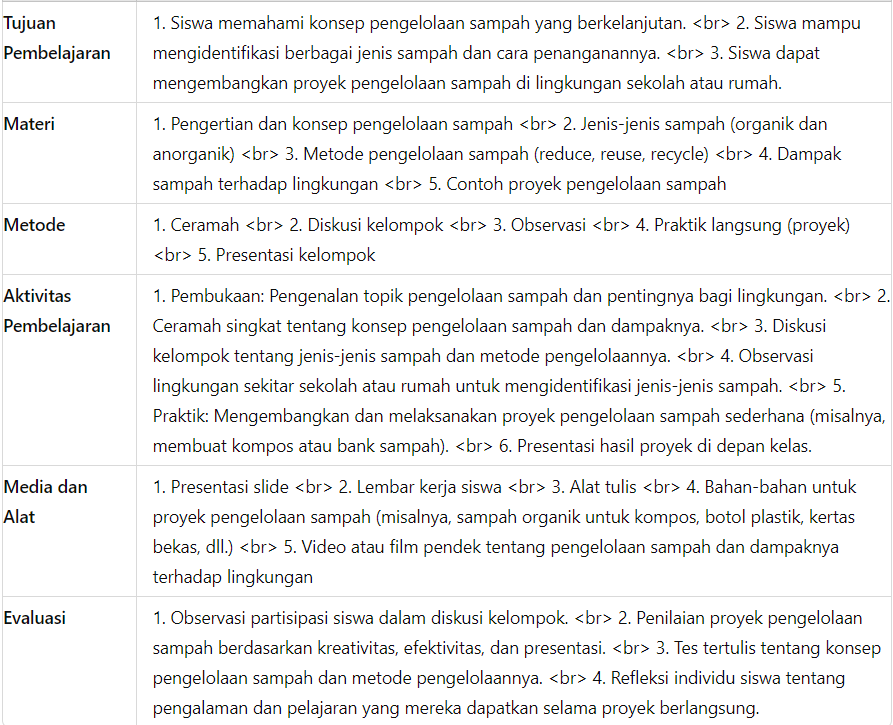 Tujuan Pembelajaran
1. Siswa memahami konsep pengelolaan sampah yang berkelanjutan. <br> 2. Siswa mampu
mengidentifikasi berbagai jenis sampah dan cara penanganannya. <br> 3. Siswa dapat
mengembangkan proyek pengelolaan sampah di lingkungan sekolah atau rumah.
Materi
1. Pengertian dan konsep pengelolaan sampah <br> 2. Jenis-jenis sampah (organik dan
anorganik) <br> 3. Metode pengelolaan sampah (reduce, reuse, recycle) <br> 4. Dampak
sampah terhadap lingkungan <br> 5. Contoh proyek pengelolaan sampah
Metode
1. Ceramah <br> 2. Diskusi kelompok <br> 3. Observasi <br> 4. Praktik langsung (proyek)
<br> 5. Presentasi kelompok
Aktivitas
Pembelajaran
1. Pembukaan: Pengenalan topik pengelolaan sampah dan pentingnya bagi lingkungan. <br> 2.
Ceramah singkat tentang konsep pengelolaan sampah dan dampaknya. <br> 3. Diskusi
kelompok tentang jenis-jenis sampah dan metode pengelolaannya. <br> 4. Observasi
lingkungan sekitar sekolah atau rumah untuk mengidentifikasi jenis-jenis sampah. <br> 5.
Praktik: Mengembangkan dan melaksanakan proyek pengelolaan sampah sederhana (misalnya,
membuat kompos atau bank sampah). <br> 6. Presentasi hasil proyek di depan kelas.
Media dan
Alat
1. Presentasi slide <br> 2. Lembar kerja siswa <br> 3. Alat tulis <br> 4. Bahan-bahan untuk
proyek pengelolaan sampah (misalnya, sampah organik untuk kompos, botol plastik, kertas
bekas, dll.) <br> 5. Video atau film pendek tentang pengelolaan sampah dan dampaknya
terhadap lingkungan
Evaluasi
1. Observasi partisipasi siswa dalam diskusi kelompok. <br> 2. Penilaian proyek pengelolaan
sampah berdasarkan kreativitas, efektivitas, dan presentasi. <br> 3. Tes tertulis tentang konsep
pengelolaan sampah dan metode pengelolaannya. <br> 4. Refleksi individu siswa tentang
pengalaman dan pelajaran yang mereka dapatkan selama proyek berlangsung.